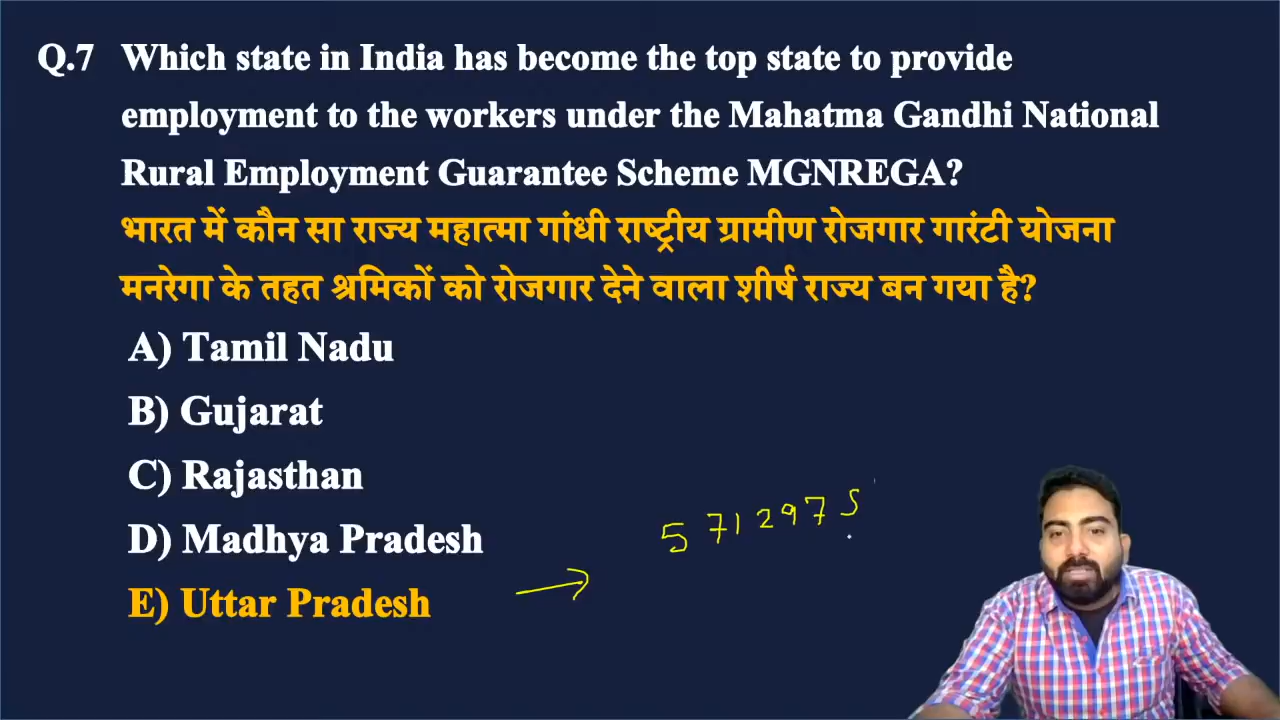 Q.7 Which state in India has become the top state to provide
employment to the workers under the Mahatma Gandhi National
Rural Employment Guarantee Scheme MGNREGA?
भारत में कौन सा राज्य महात्मा गांधी राष्ट्रीय ग्रामीण रोजगार गारंटी योजना
मनरेगा के तहत श्रमिकों को रोजगार देने वाला शीर्ष राज्य बन गया है?
A) Tamil Nadu
B) Gujarat
C) Rajasthan
D) Madhya Pradesh
5712975
E) Uttar Pradesh